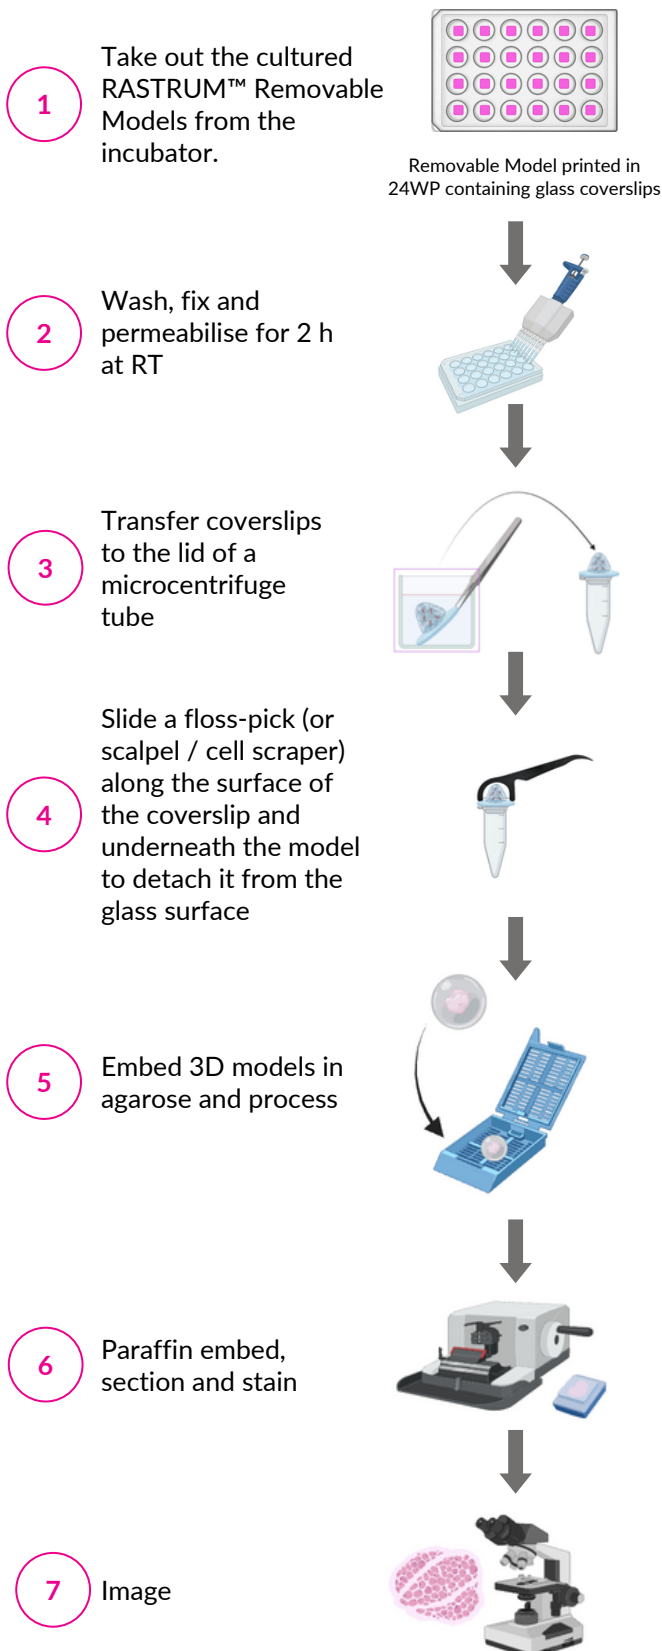 1
Take out the cultured
RASTRUM™ Removable
Models from the
incubator.
Removable Model printed in
24WP containing glass coverslips
2
Wash, fix and
permeabilise for 2 h
at RT
3
Transfer coverslips
to the lid of a
microcentrifuge
tube
4
Slide a floss-pick (or
scalpel / cell scraper)
along the surface of
the coverslip and
underneath the model
to detach it from the
glass surface
5
Embed 3D models in
agarose and process
6
Paraffin embed,
section and stain
7
Image